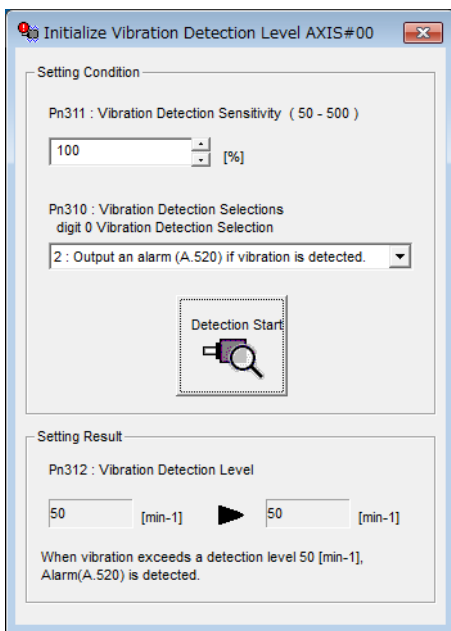 Initialize Vibration Detection Level AXIS#00
Setting Condition
Pn311 : Vibration Detection Sensitivity ( 50 - 500 )
100
[%]
Pn310 : Vibration Detection Selections
digit 0 Vibration Detection Selection
2 : Output an alarm (A.520) if vibration is detected.
Detection Start
Setting Result
Pn312 : Vibration Detection Level
50 [min-1] 50 [min-1]
When vibration exceeds a detection level 50 [min-1],
Alarm(A.520) is detected.